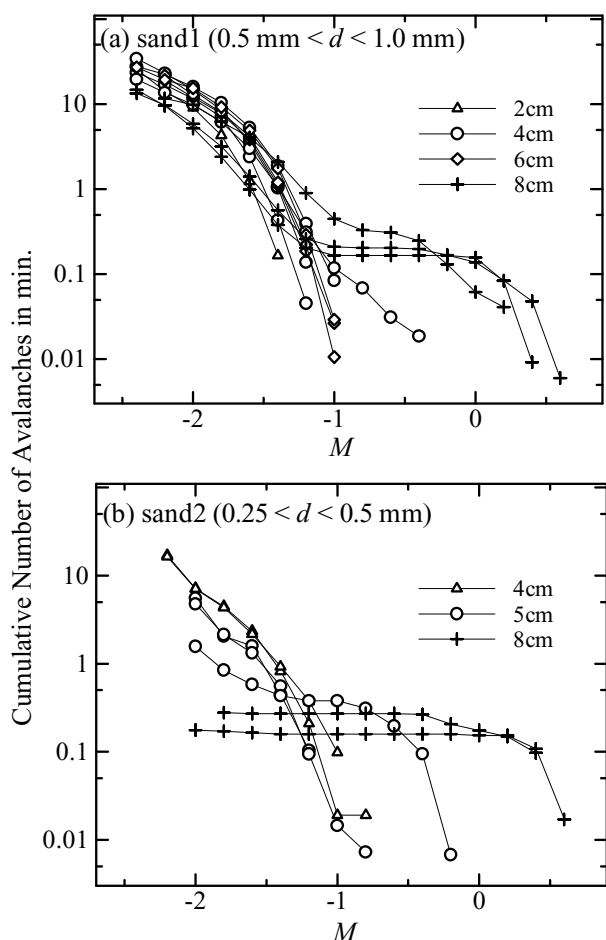 (a) sand1 (0.5 mm < d < 1.0 mm)
10
1
0.1
0.01
2cm
4cm
6cm
8cm
-2
-1
0
M
Cumulative Number of Avalanches in min.
(b) sand2 (0.25 < d < 0.5 mm)
10
1
0.1
0.01
4cm
5cm
8cm
-2
-1
0
M